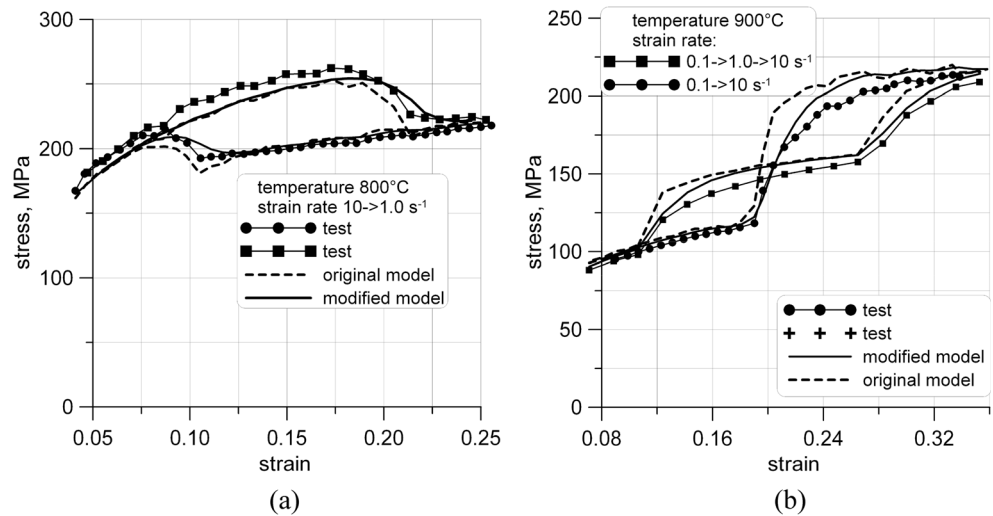 300
200
100
0
stress, MPa
temperature 800°C
strain rate 10->1.0 s-1
test
test
original model
modified model
0.05
0.10
0.15
0.20
0.25
strain
(a)
250
200
150
100
50
0
stress, MPa
temperature 900°C
strain rate:
0.1->1.0->10 s-1
0.1->10 s-1
test
test
modified model
original model
0.08
0.16
0.24
0.32
strain
(b)